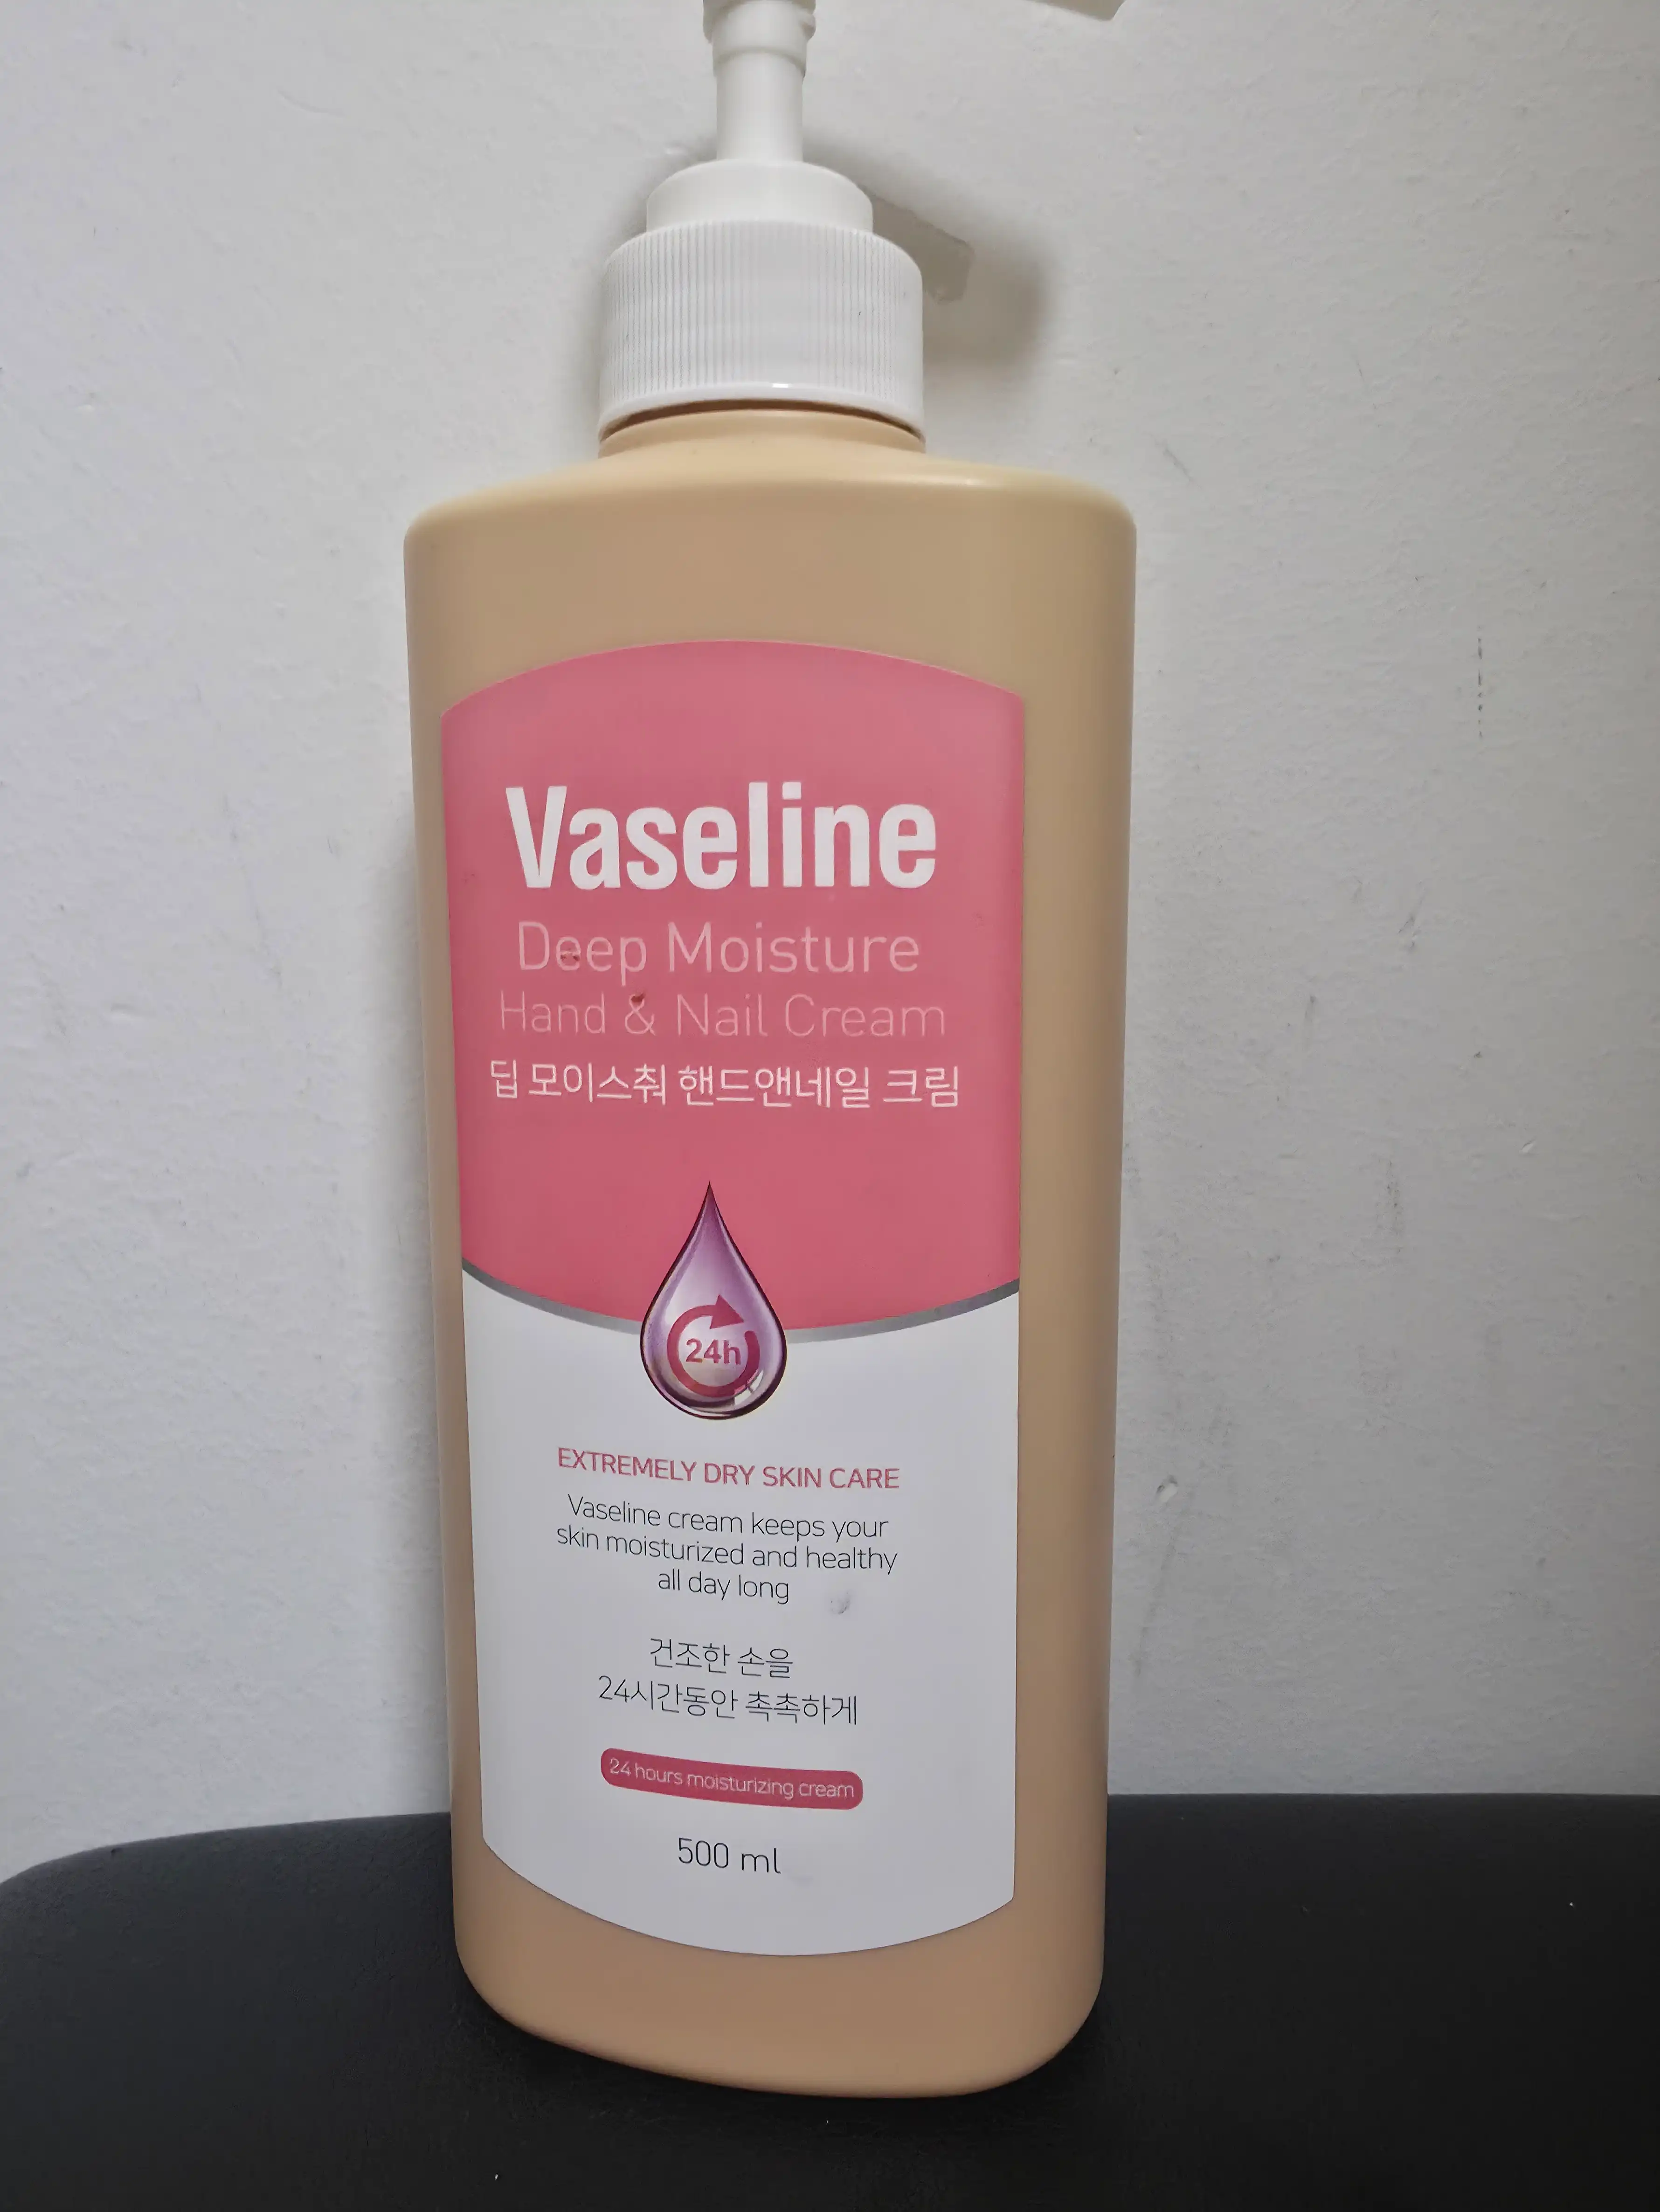 Vaseline
Deep Moisture
Hand & Nail Cream
딥 모이스춰 핸드앤네일 크림
24h
EXTREMELY DRY SKIN CARE
Vaseline cream keeps your
skin moisturized and healthy
all day long
건조한 손을
24시간동안 촉촉하게
24 hours moisturizing cream
500 ml